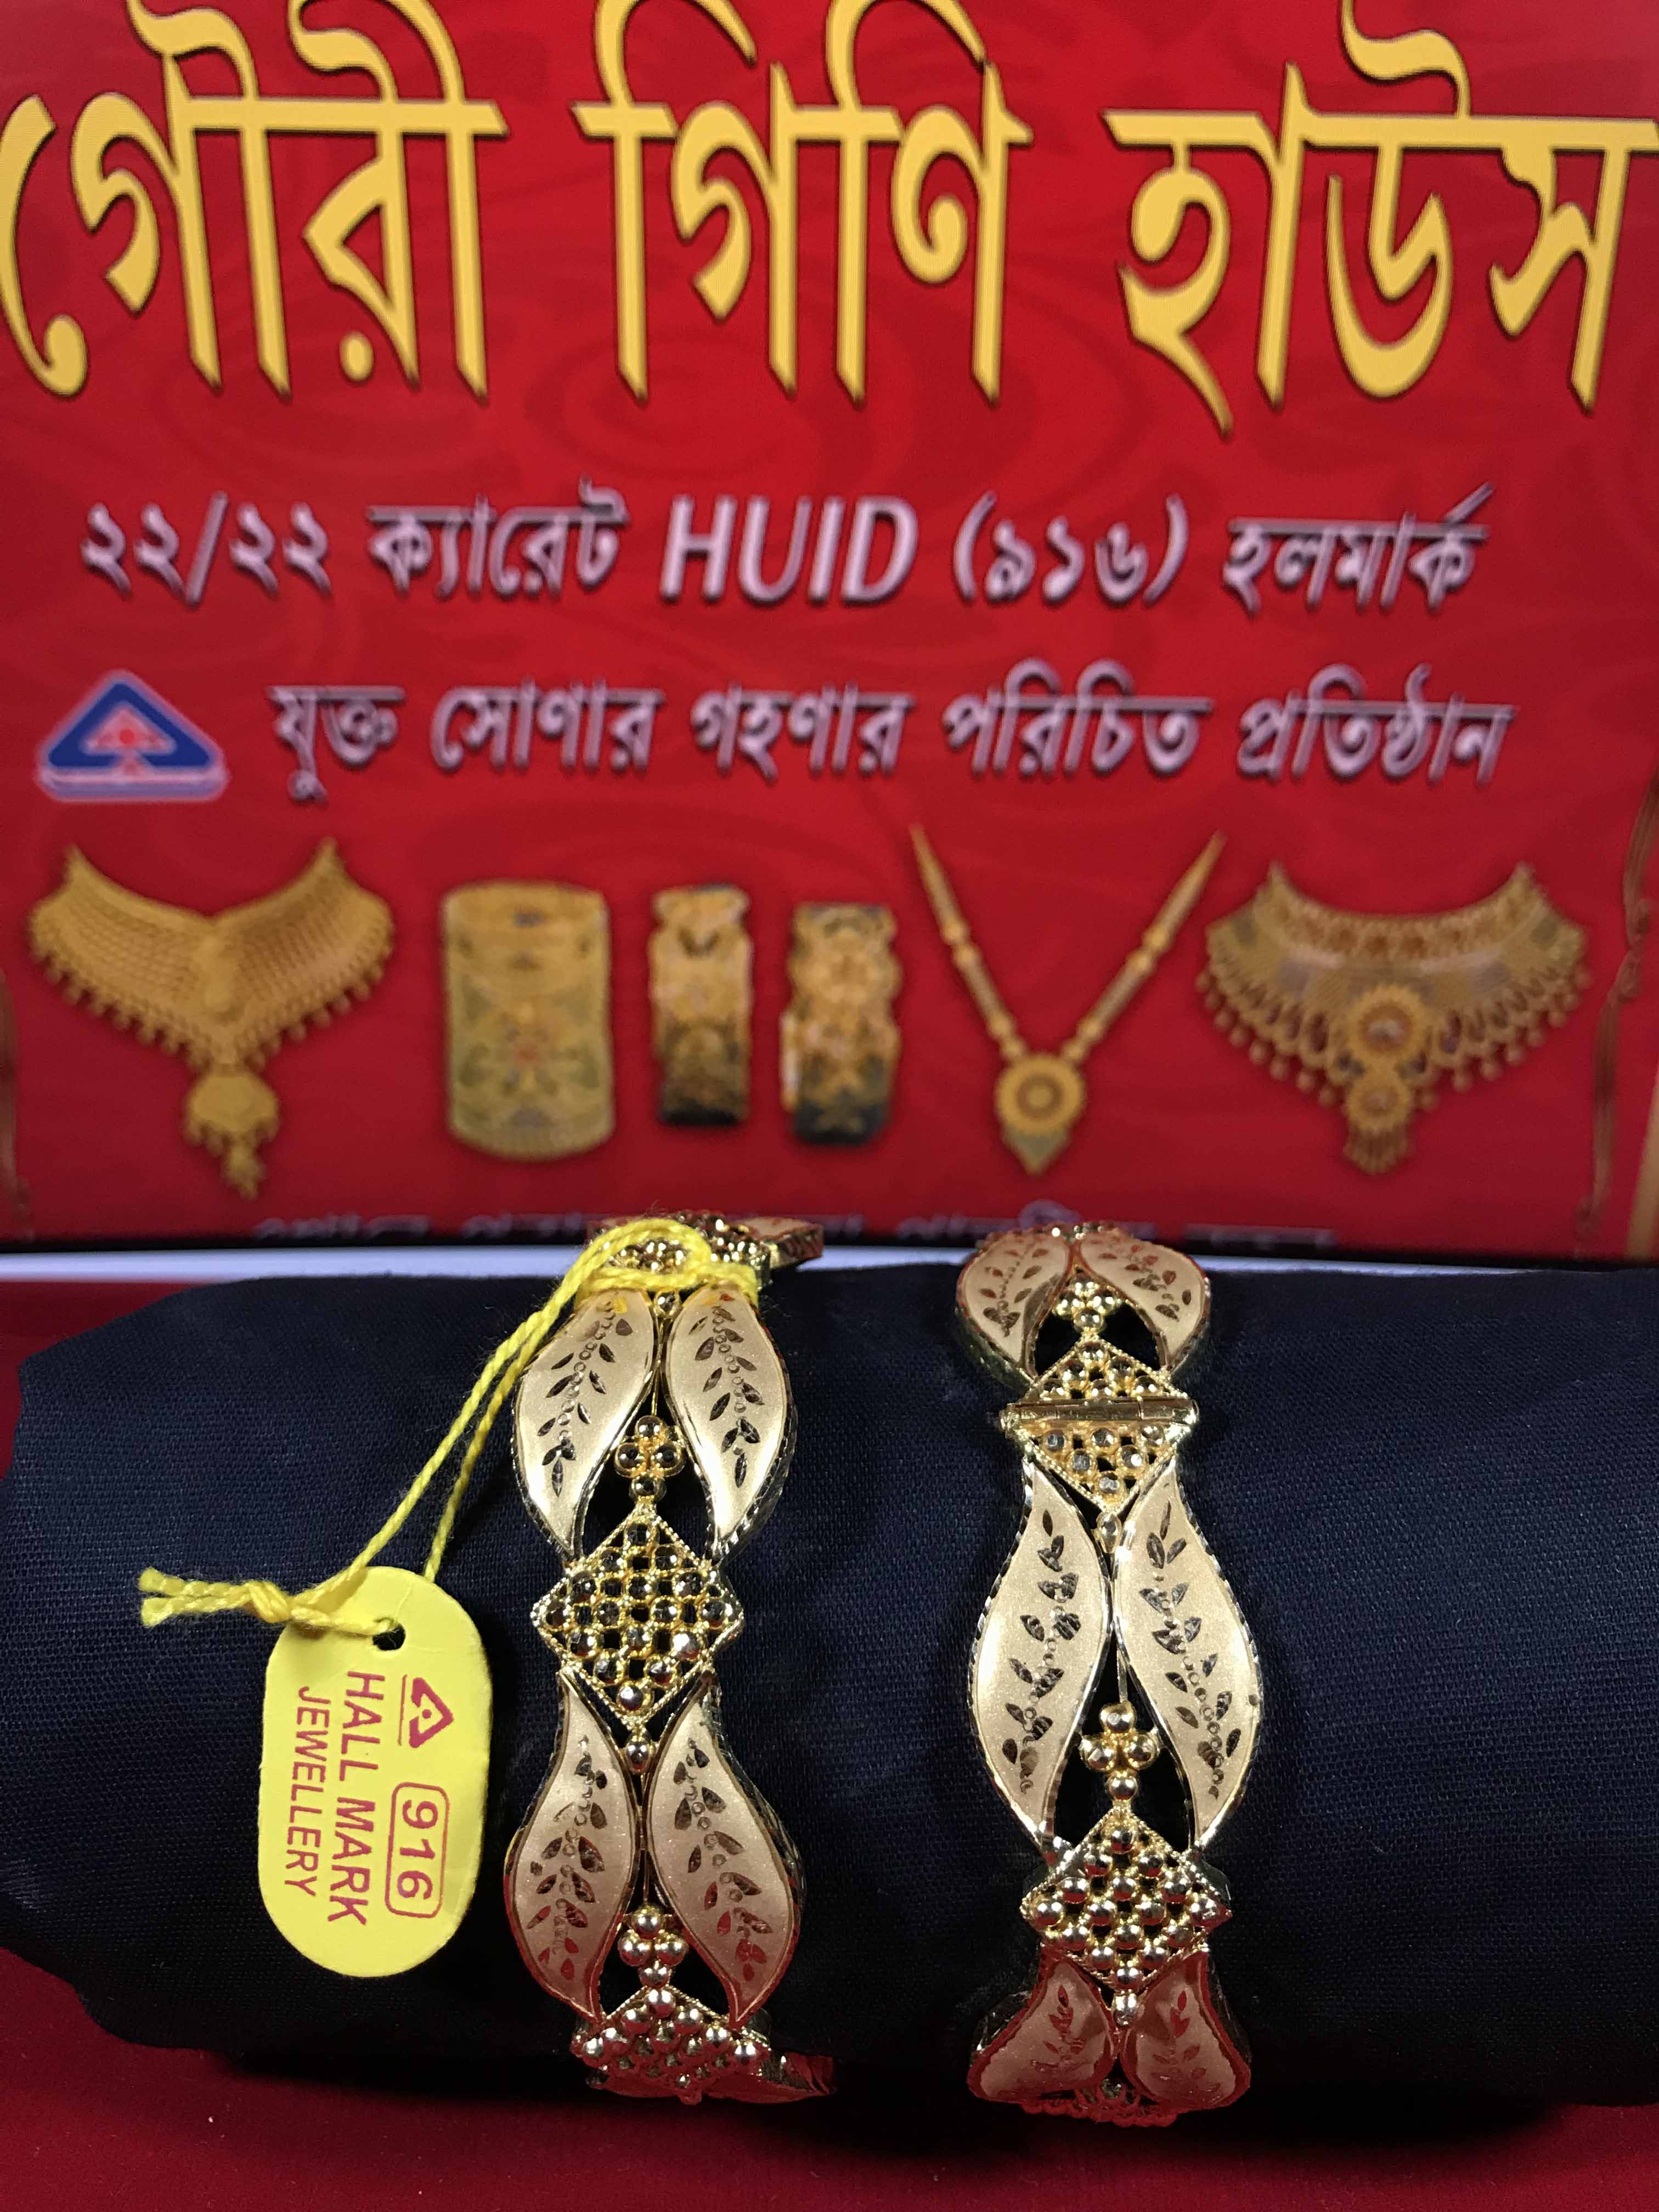 গৌরী গিণি হাউস
২২/২২ ক্যারেট HUID (৯১৬) হলমার্ক
যুক্ত সোণার গহণার পরিচিত প্রতিষ্ঠান
916
HALL MARK
JEWELLERY